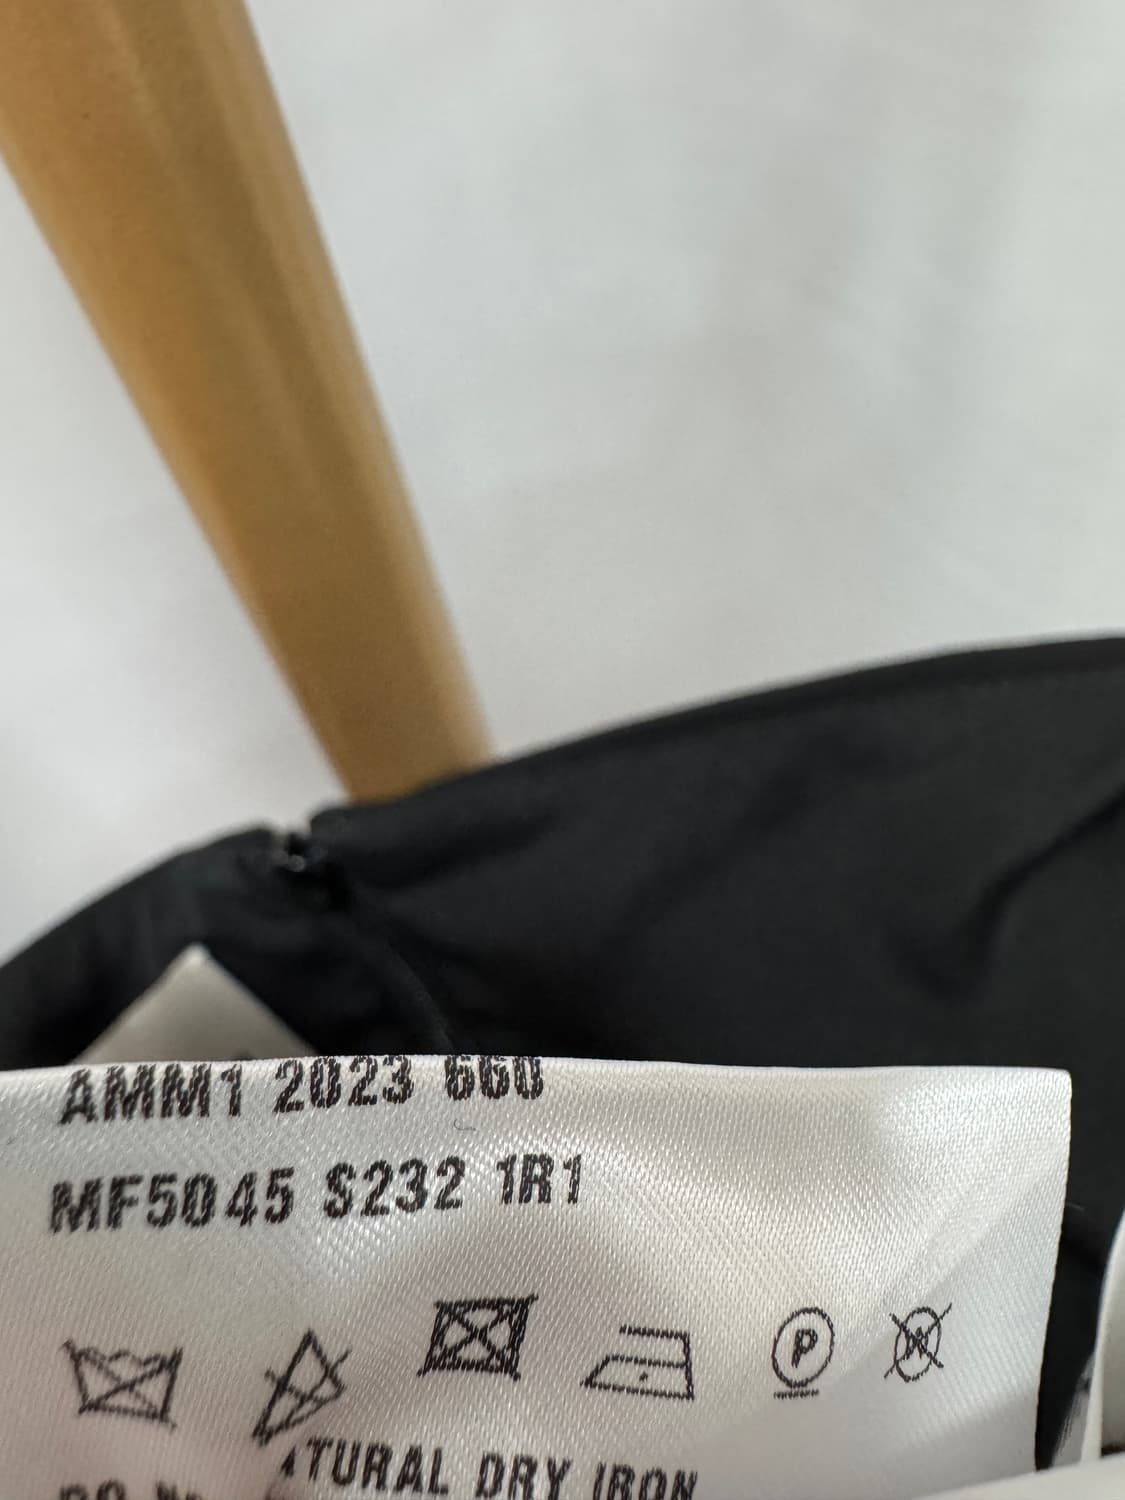 AMM1 2023 660
MF5045 S232 1R1
P
W
TURAL DRY IRON